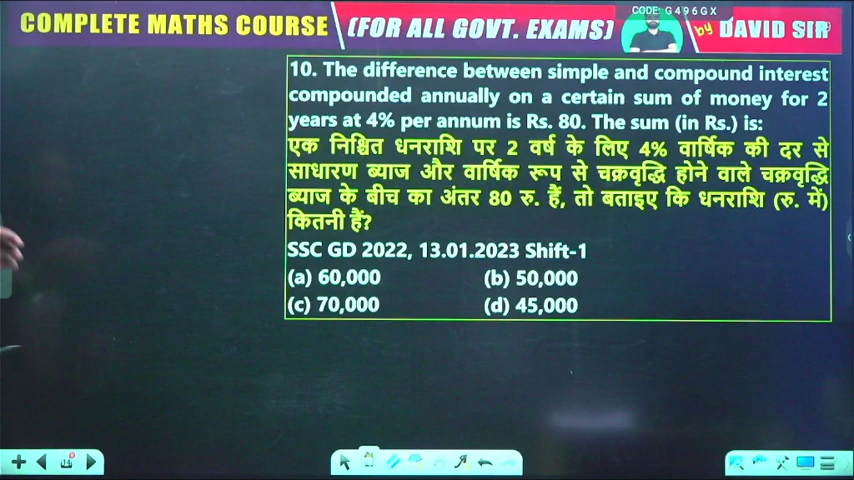 COMPLETE MATHS COURSE (FOR ALL GOVT. EXAMS) by DAVID SIR
CODE: G496GX
10. The difference between simple and compound interest
compounded annually on a certain sum of money for 2
years at 4% per annum is Rs. 80. The sum (in Rs.) is:
एक निश्चित धनराशि पर 2 वर्ष के लिए 4% वार्षिक की दर से
साधारण ब्याज और वार्षिक रूप से चक्रवृद्धि होने वाले चक्रवृद्धि
ब्याज के बीच का अंतर 80 रु. हैं, तो बताइए कि धनराशि (रु. में)
कितनी हैं?
SSC GD 2022, 13.01.2023 Shift-1
(a) 60,000 (b) 50,000
(c) 70,000 (d) 45,000